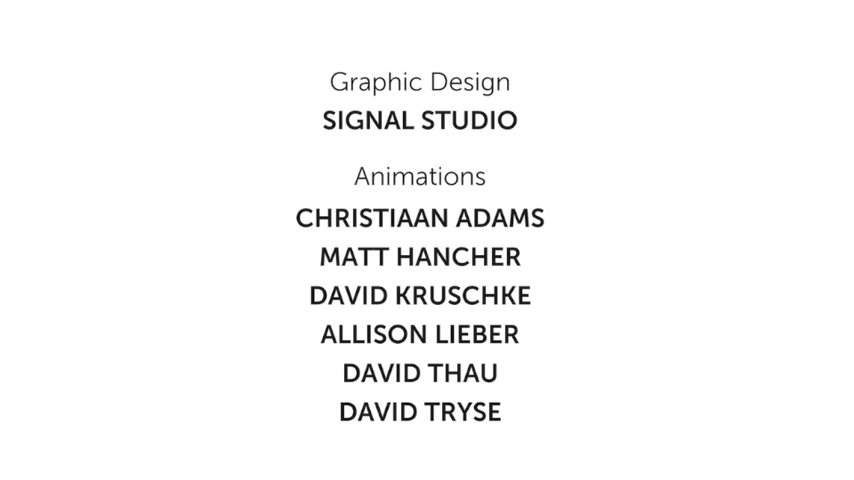 Graphic Design
SIGNAL STUDIO
Animations
CHRISTIAAN ADAMS
MATT HANCHER
DAVID KRUSCHKE
ALLISON LIEBER
DAVID THAU
DAVID TRYSE